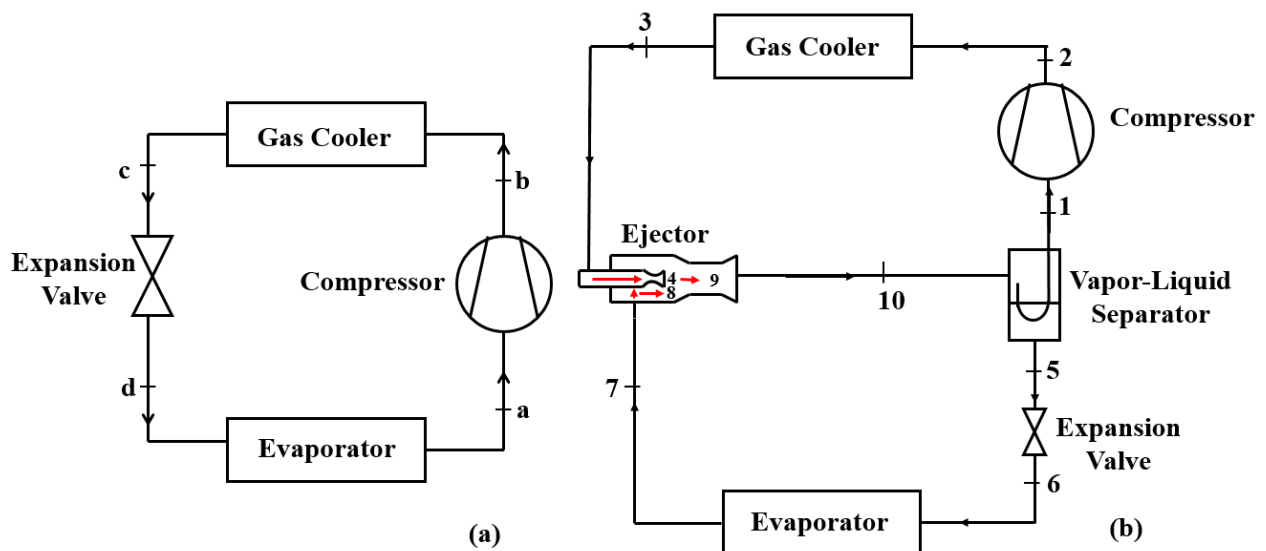 Gas Cooler
c
b
Expansion
Valve
Compressor
d
a
Evaporator
(a)
3
Gas Cooler
2
Compressor
1
Ejector
4
8
9
10
Vapor-Liquid
Separator
5
7
Expansion
Valve
6
Evaporator
(b)